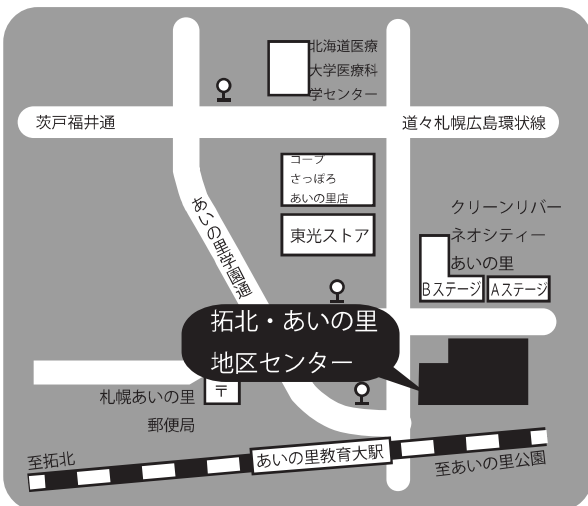 北海道医療
大学医療科
学センター
茨戸福井通
道々札幌広島環状線
コープ
さっぽろ
あいの里店
東光ストア
あいの里学園通
クリーンリバー
ネオシティー
あいの里
Bステージ
Aステージ
拓北・あいの里
地区センター
〒
札幌あいの里
郵便局
至拓北
あいの里教育大駅
至あいの里公園